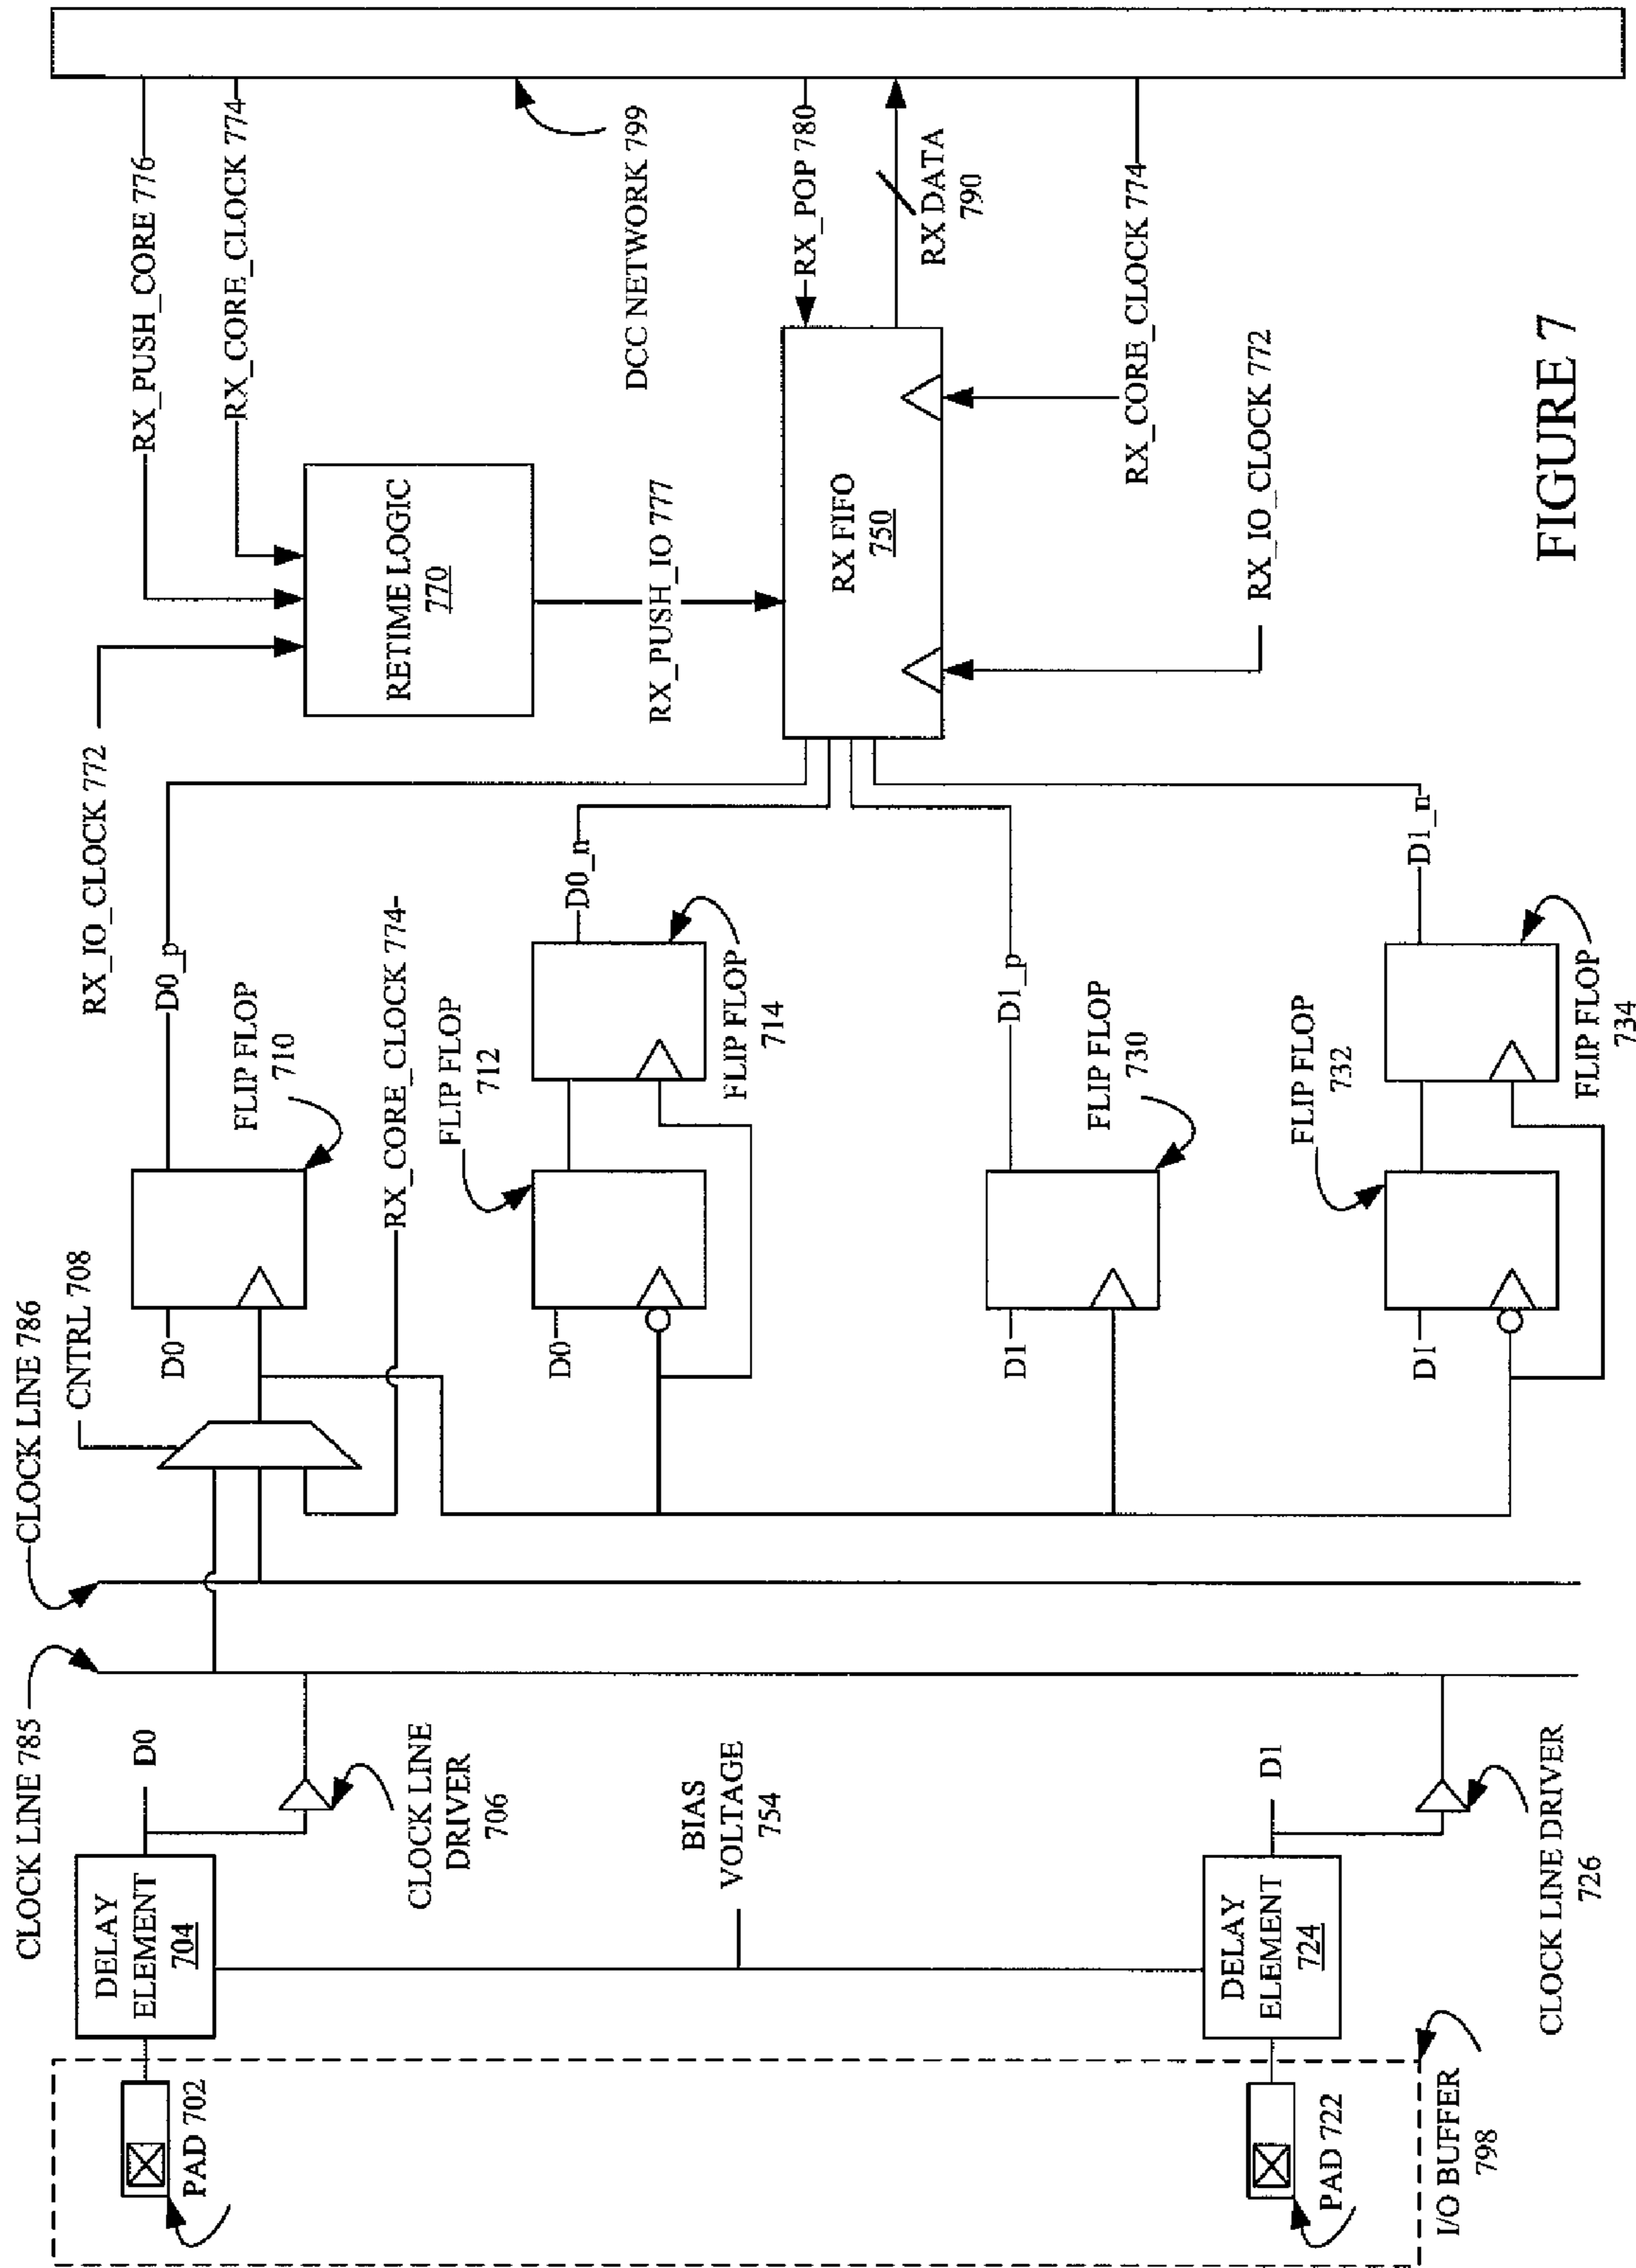 CLOCK LINE 785
CLOCK LINE 786
CNTRL 708
RX_IO_CLOCK 772
RX_PUSH_CORE 776
RX_CORE_CLOCK 774
PAD 702
DELAY
ELEMENT
704
D0
CLOCK LINE
DRIVER
706
D0
FLIP FLOP
710
D0_p
RX_CORE_CLOCK 774
RETIME LOGIC
770
RX_PUSH_IO 777
DCC NETWORK 799
D0
FLIP FLOP
712
FLIP FLOP
714
D0_n
BIAS
VOLTAGE
754
RX FIFO
750
RX_POP 780
RX DATA
790
D1
FLIP FLOP
730
D1_p
RX_CORE_CLOCK 774
RX_IO_CLOCK 772
PAD 722
DELAY
ELEMENT
724
D1
CLOCK LINE DRIVER
726
D1
FLIP FLOP
732
FLIP FLOP
734
D1_n
I/O BUFFER
798
FIGURE 7